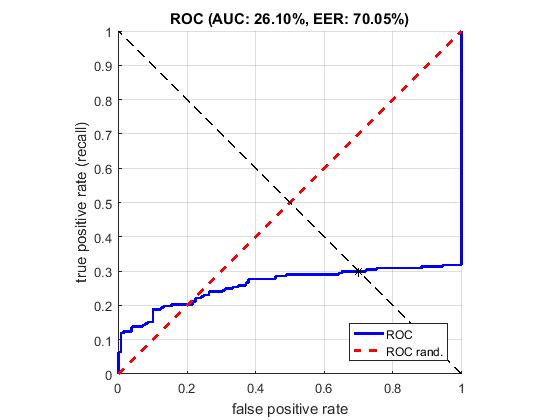 ROC (AUC: 26.10%, EER: 70.05%)
1
0.9
0.8
0.7
0.6
0.5
0.4
0.3
0.2
0.1
0
true positive rate (recall)
ROC
ROC rand.
0 0.2 0.4 0.6 0.8 1
false positive rate